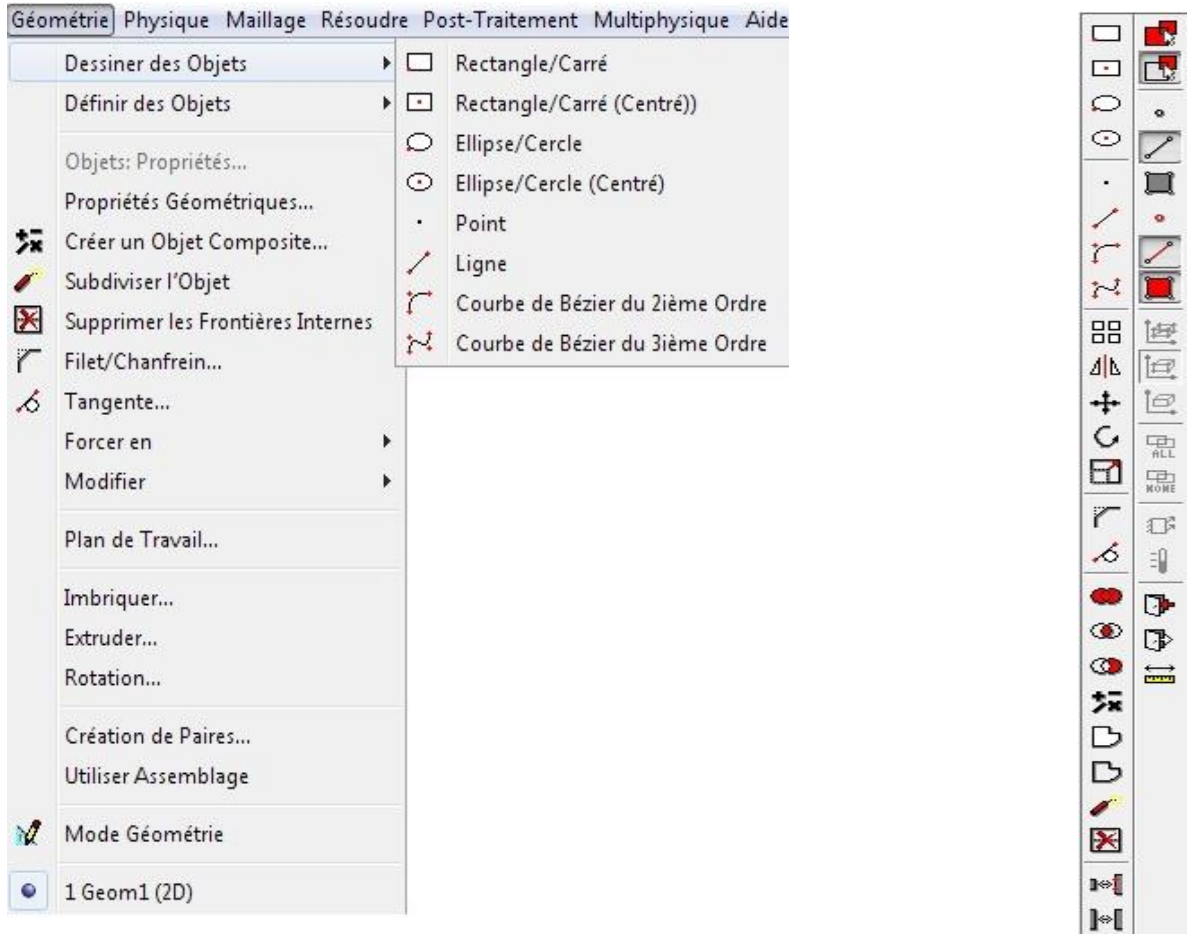 Géométrie Physique Maillage Résoudre Post-Traitement Multiphysique Aide
Dessiner des Objets
Définir des Objets
Objets: Propriétés...
Propriétés Géométriques...
Créer un Objet Composite...
Subdiviser l'Objet
Supprimer les Frontières Internes
Filet/Chanfrein...
Tangente...
Forcer en
Modifier
Plan de Travail...
Imbriquer...
Extruder...
Rotation...
Création de Paires...
Utiliser Assemblage
Mode Géométrie
1 Geom1 (2D)
Rectangle/Carré
Rectangle/Carré (Centré))
Ellipse/Cercle
Ellipse/Cercle (Centré)
Point
Ligne
Courbe de Bézier du 2ième Ordre
Courbe de Bézier du 3ième Ordre
ALL
NONE